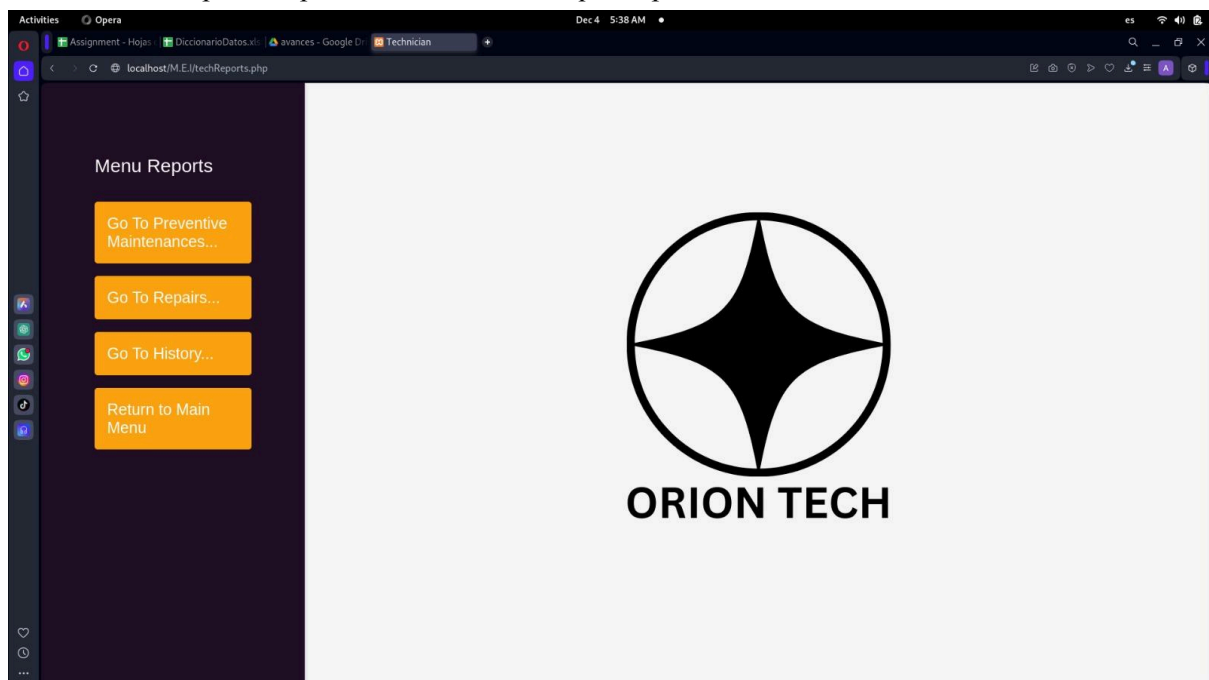 Activities Opera Dec 4 5:38 AM es
Assignment - Hojas DiccionarioDatos.xls avances - Google Dr Technician
localhost/M.E.I/techReports.php A
Menu Reports
Go To Preventive
Maintenances...
Go To Repairs...
Go To History...
Return to Main
Menu
ORION TECH